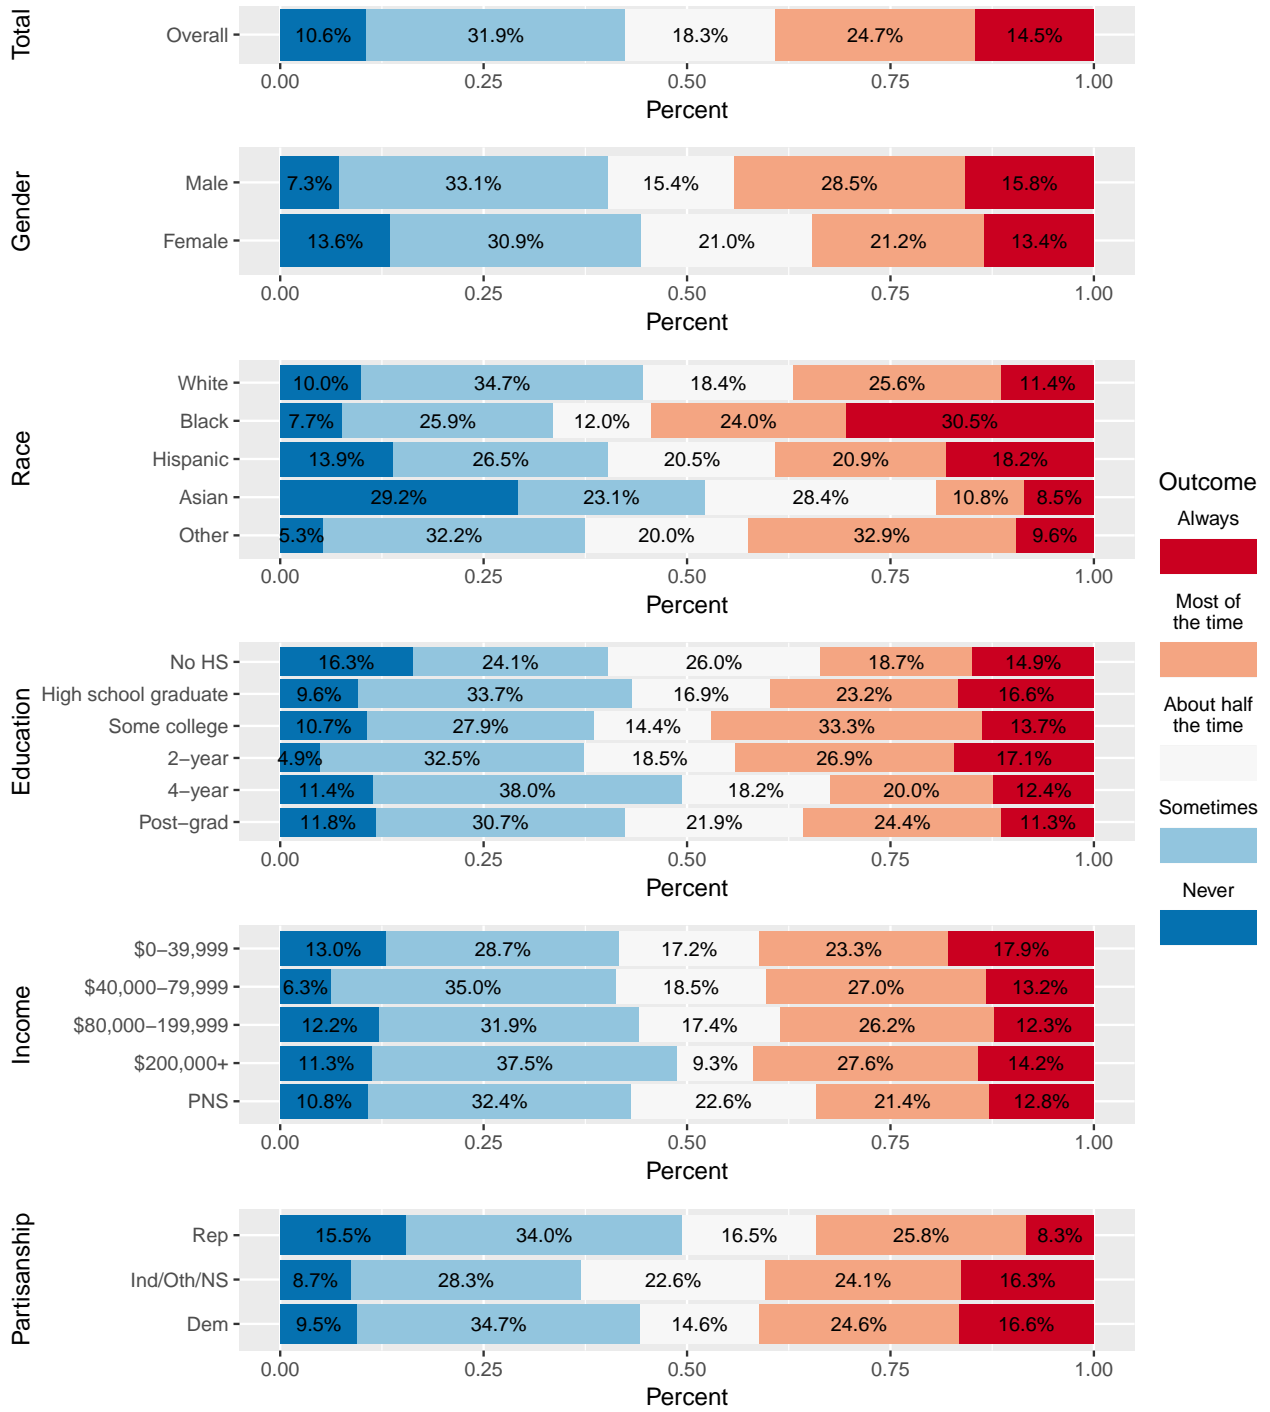 Total
Overall
10.6% 31.9% 18.3% 24.7% 14.5%
0.00 0.25 0.50 0.75 1.00
Percent
Gender
Male 7.3% 33.1% 15.4% 28.5% 15.8%
Female 13.6% 30.9% 21.0% 21.2% 13.4%
0.00 0.25 0.50 0.75 1.00
Percent
Race
White 10.0% 34.7% 18.4% 25.6% 11.4%
Black 7.7% 25.9% 12.0% 24.0% 30.5%
Hispanic 13.9% 26.5% 20.5% 20.9% 18.2%
Asian 29.2% 23.1% 28.4% 10.8% 8.5%
Other 5.3% 32.2% 20.0% 32.9% 9.6%
0.00 0.25 0.50 0.75 1.00
Percent
Education
No HS 16.3% 24.1% 26.0% 18.7% 14.9%
High school graduate 9.6% 33.7% 16.9% 23.2% 16.6%
Some college 10.7% 27.9% 14.4% 33.3% 13.7%
2−year 4.9% 32.5% 18.5% 26.9% 17.1%
4−year 11.4% 38.0% 18.2% 20.0% 12.4%
Post−grad 11.8% 30.7% 21.9% 24.4% 11.3%
0.00 0.25 0.50 0.75 1.00
Percent
Income
$0−39,999 13.0% 28.7% 17.2% 23.3% 17.9%
$40,000−79,999 6.3% 35.0% 18.5% 27.0% 13.2%
$80,000−199,999 12.2% 31.9% 17.4% 26.2% 12.3%
$200,000+ 11.3% 37.5% 9.3% 27.6% 14.2%
PNS 10.8% 32.4% 22.6% 21.4% 12.8%
0.00 0.25 0.50 0.75 1.00
Percent
Partisanship
Rep 15.5% 34.0% 16.5% 25.8% 8.3%
Ind/Oth/NS 8.7% 28.3% 22.6% 24.1% 16.3%
Dem 9.5% 34.7% 14.6% 24.6% 16.6%
0.00 0.25 0.50 0.75 1.00
Percent
Outcome
Always
Most of
the time
About half
the time
Sometimes
Never